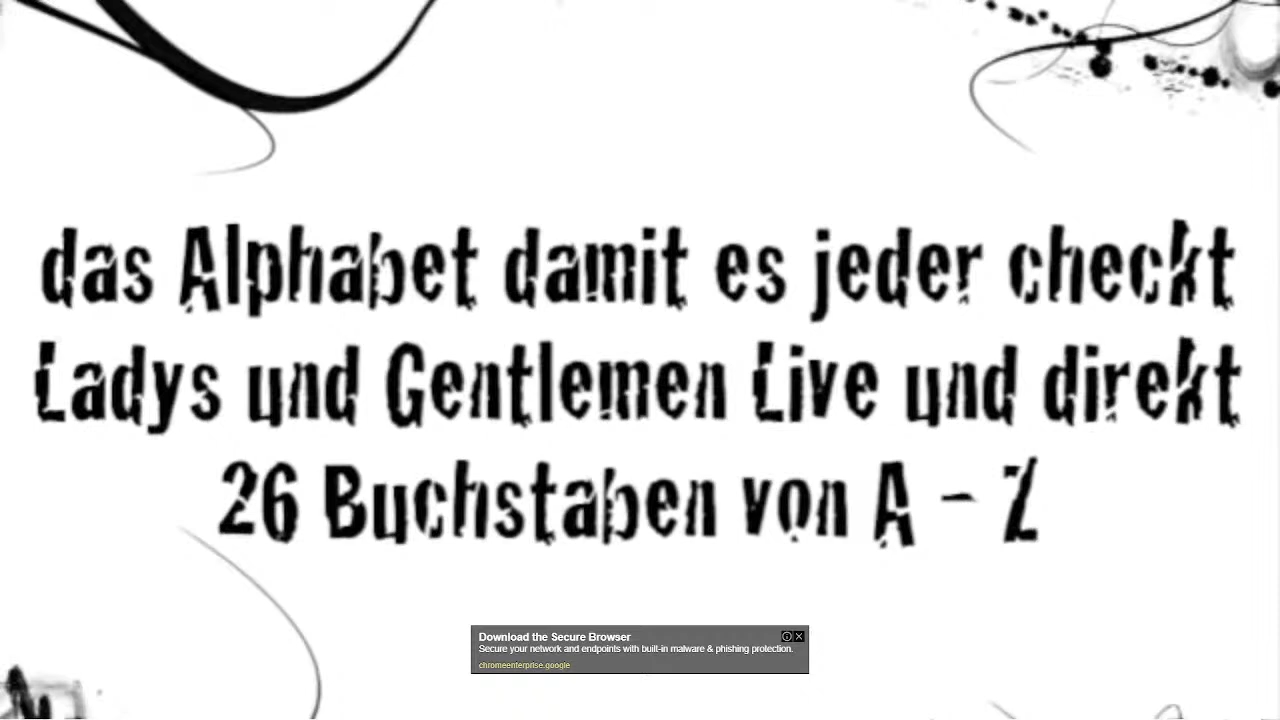 das Alphabet damit es jeder checkt
Ladys und Gentlemen Live und direkt
26 Buchstaben von A - Z
Download the Secure Browser
Secure your network and endpoints with built-in malware & phishing protection.
chromeenterprise.google